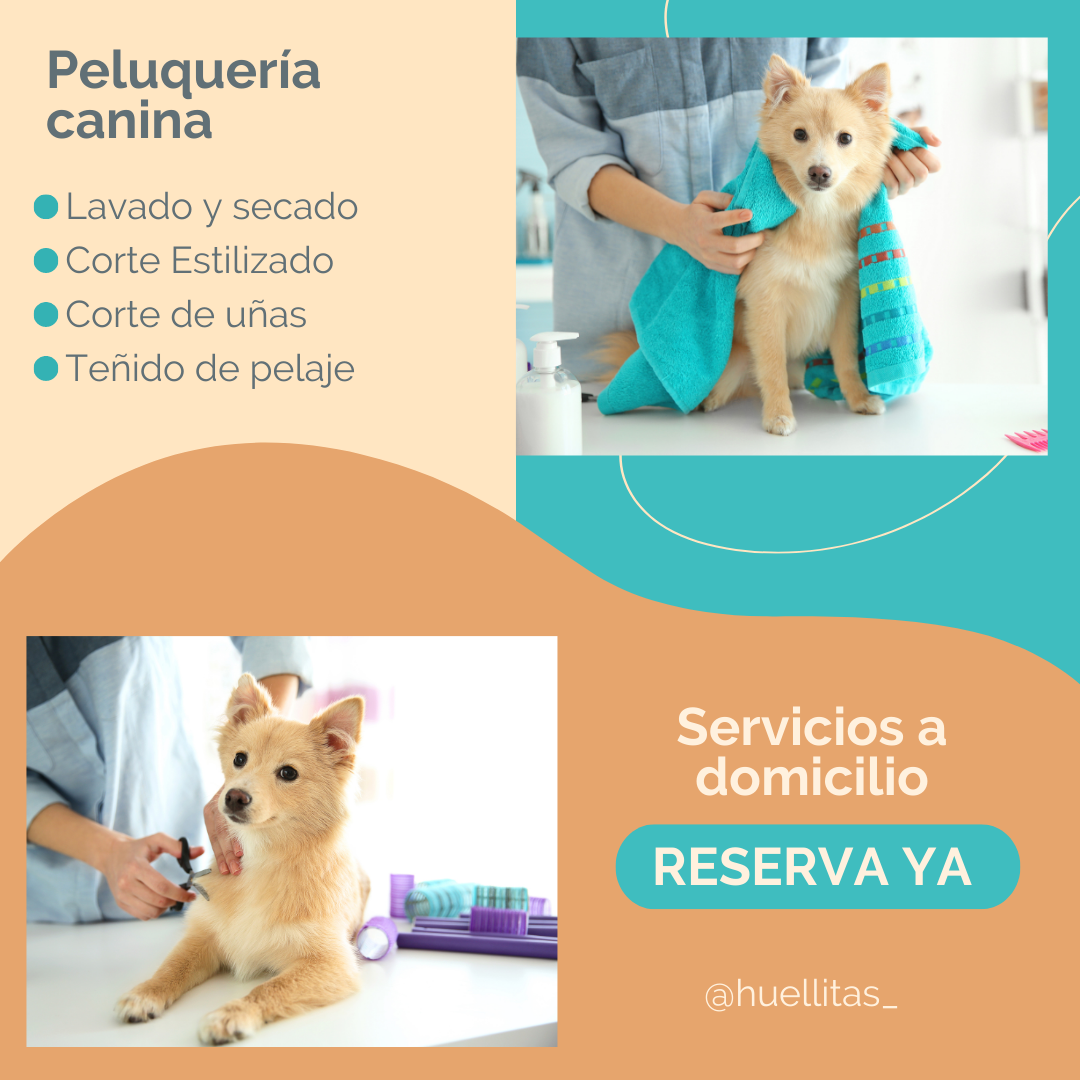 Peluquería
canina
Lavado y secado
Corte Estilizado
Corte de uñas
Teñido de pelaje
Servicios a
domicilio
RESERVA YA
@huellitas_